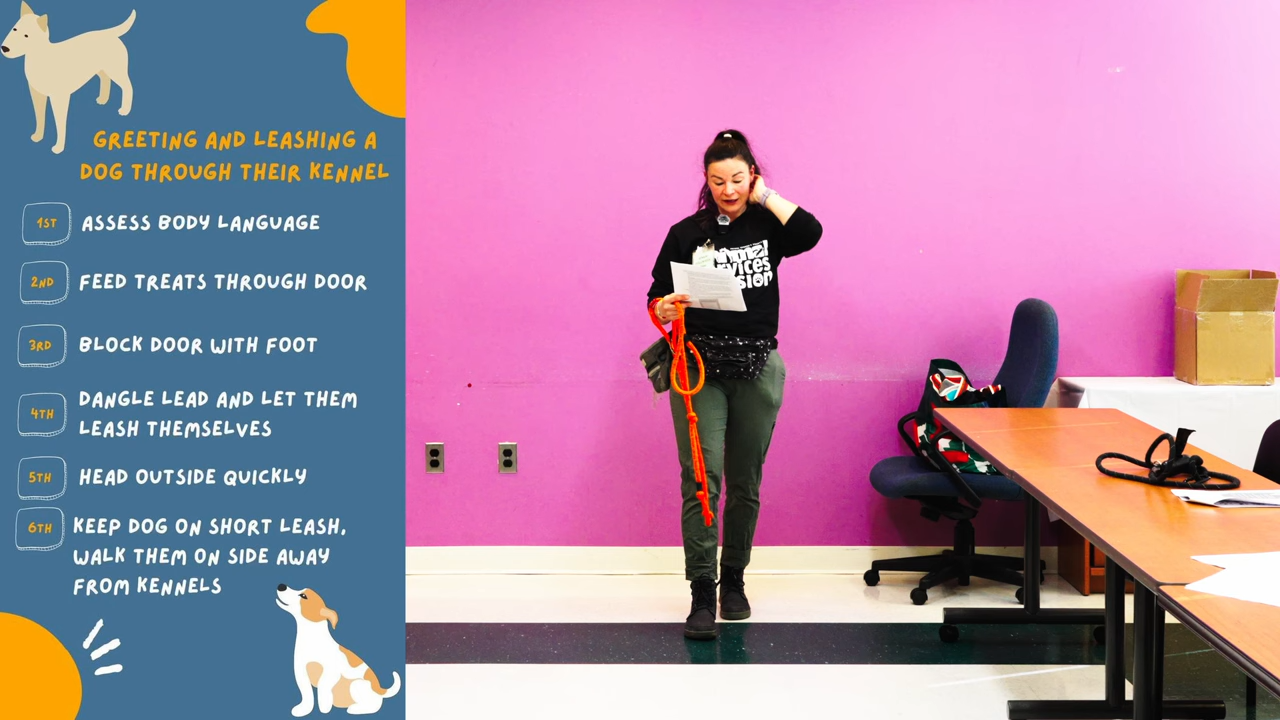 GREETING AND LEASHING A
DOG THROUGH THEIR KENNEL
1ST
ASSESS BODY LANGUAGE
2ND
FEED TREATS THROUGH DOOR
3RD
BLOCK DOOR WITH FOOT
4TH
DANGLE LEAD AND LET THEM
LEASH THEMSELVES
5TH
HEAD OUTSIDE QUICKLY
6TH
KEEP DOG ON SHORT LEASH,
WALK THEM ON SIDE AWAY
FROM KENNELS